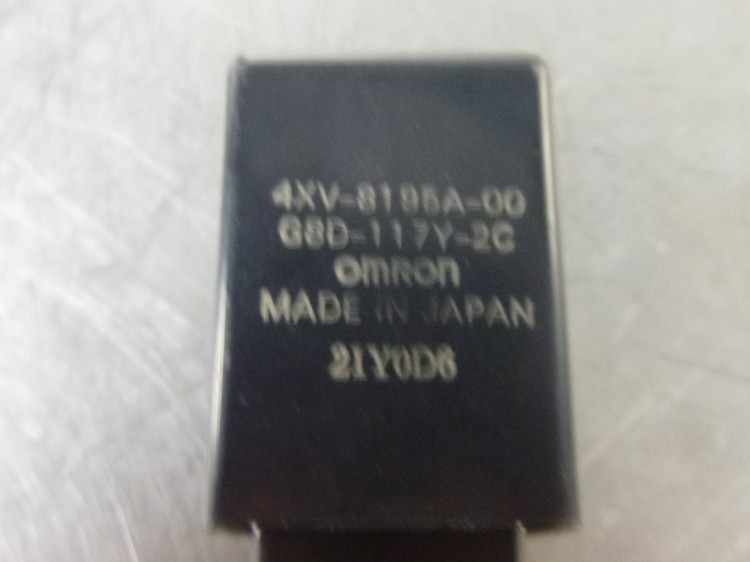 4XV-8195A-00
G8D-117Y-2C
omron
MADE IN JAPAN
21Y0D6